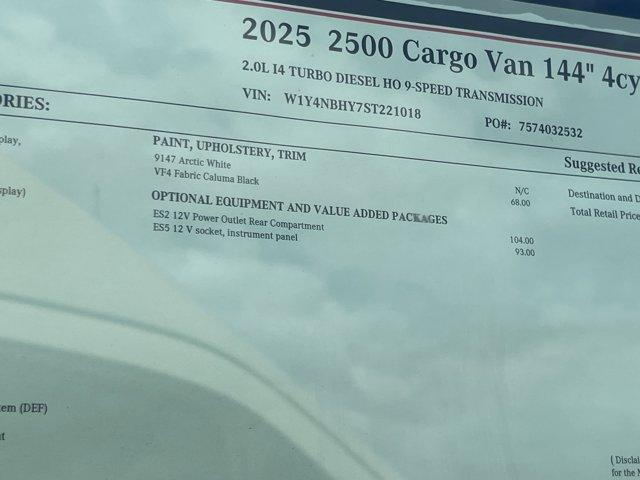 2025 2500 Cargo Van 144" 4cy
2.0L I4 TURBO DIESEL HO 9-SPEED TRANSMISSION
VIN: W1Y4NBHY7ST221018
PO#: 7574032532
ORIES:
play,
splay)
PAINT, UPHOLSTERY, TRIM
9147 Arctic White N/C
VF4 Fabric Caluma Black 68.00
OPTIONAL EQUIPMENT AND VALUE ADDED PACKAGES
ES2 12V Power Outlet Rear Compartment 104.00
ES5 12 V socket, instrument panel 93.00
Suggested Re
Destination and D
Total Retail Price
tem (DEF)
t
( Disclai
for the M